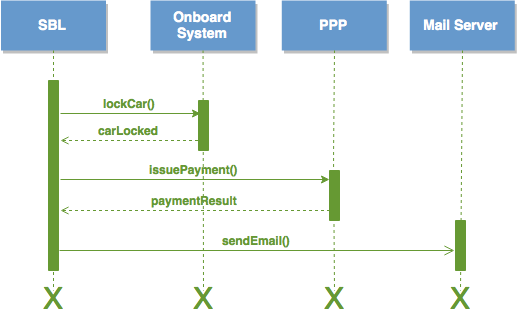 SBL
Onboard
System
PPP
Mail Server
lockCar()
carLocked
issuePayment()
paymentResult
sendEmail()
X X X X